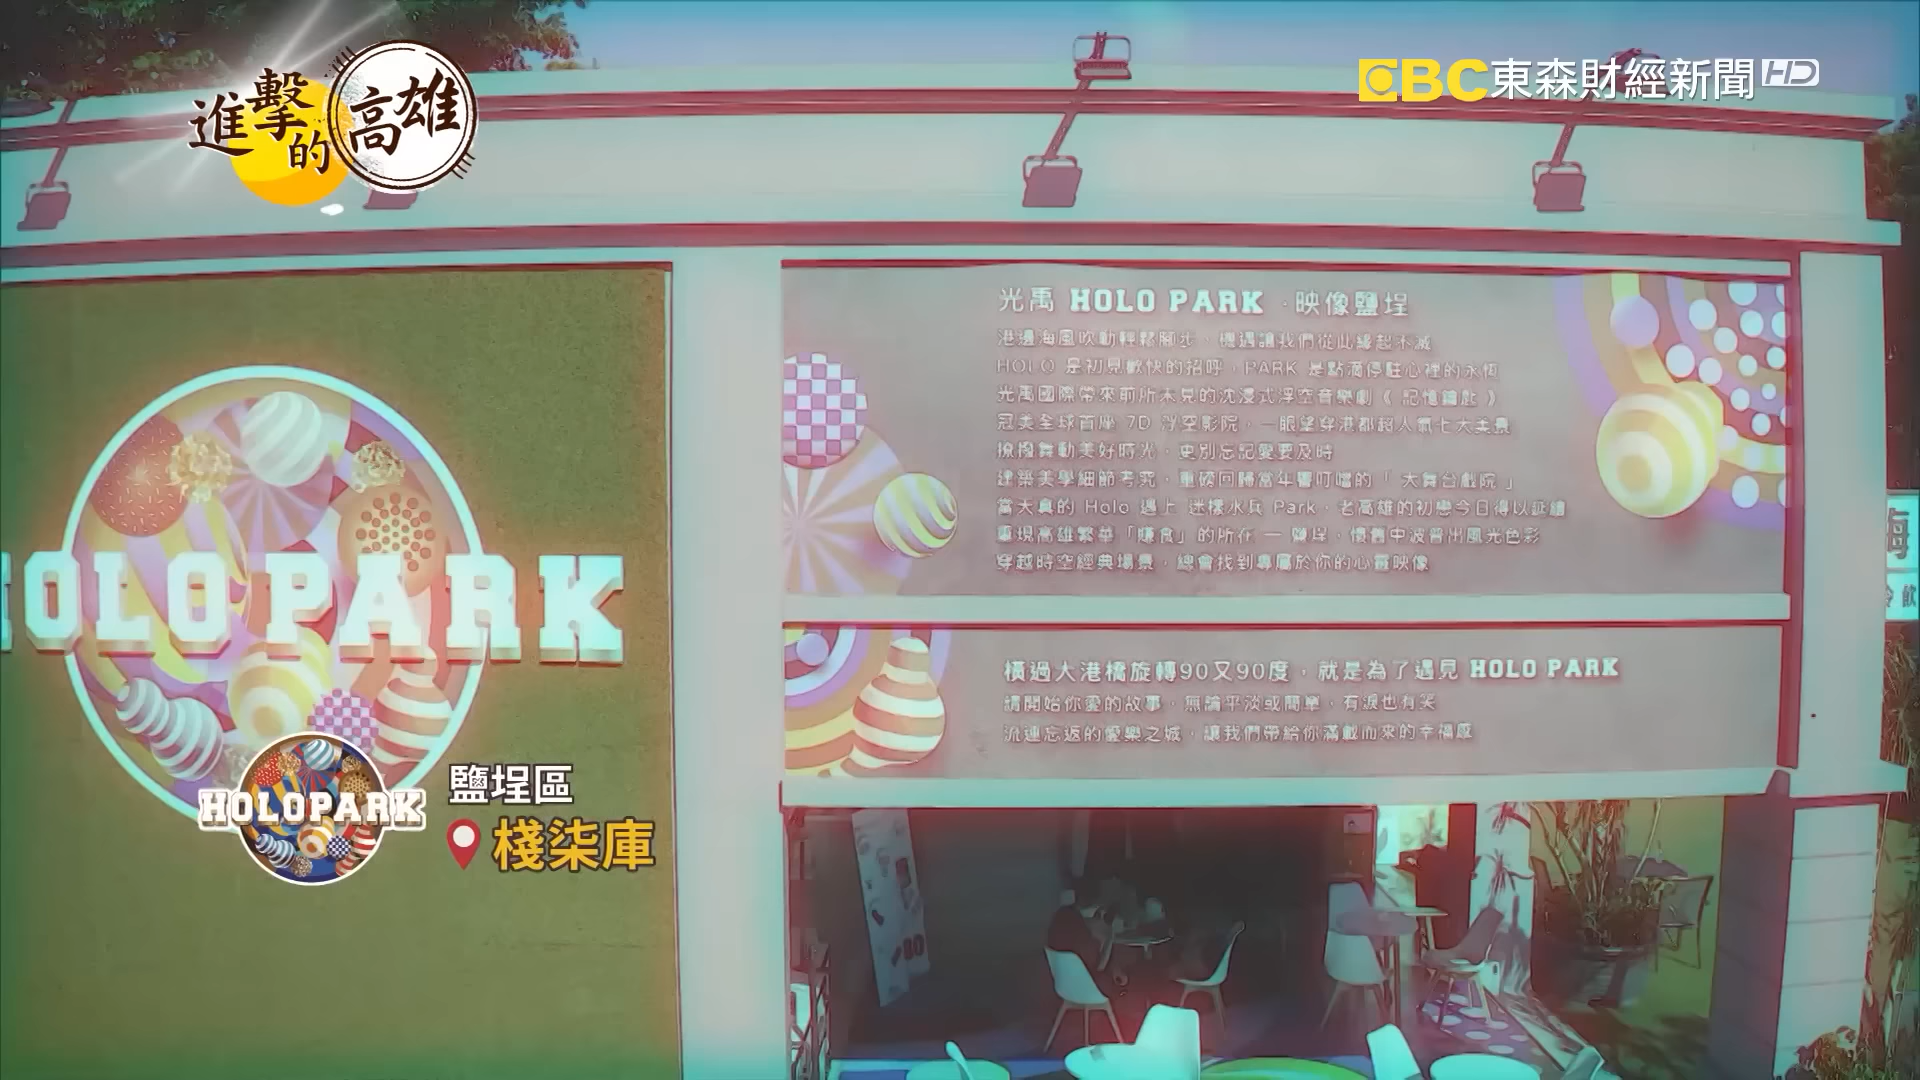 進擊的高雄
EBC東森財經新聞HD
光禹 HOLO PARK · 映像鹽埕
港邊海風吹動輕鬆腳步，機遇讓我們從此緣起不滅
HOLO 是初見歡快的招呼，PARK 是點滴停駐心裡的永恆
光禹國際帶來前所未見的沈浸式浮空音樂劇《 記憶鑰匙 》
冠美全球首座 7D 浮空影院，一眼望穿港都超人氣七大美景
撩撥舞動美好時光，更別忘記愛要及時
建築美學細節考究，重磅回歸當年響叮噹的「 大舞台戲院 」
當天真的 Holo 遇上 迷樣水兵 Park，老高雄的初戀今日得以延續
重現高雄繁華「賺食」的所在 — 鹽埕，懷舊中波普出風光色彩
穿越時空經典場景，總會找到專屬於你的心靈映像
HOLO PARK
橫過大港橋旋轉90又90度，就是為了遇見 HOLO PARK
請開始你愛的故事，無論平淡或簡單，有淚也有笑
流連忘返的愛樂之城，讓我們帶給你滿載而來的幸福感
HOLOPARK
鹽埕區
棧柒庫
海
飲